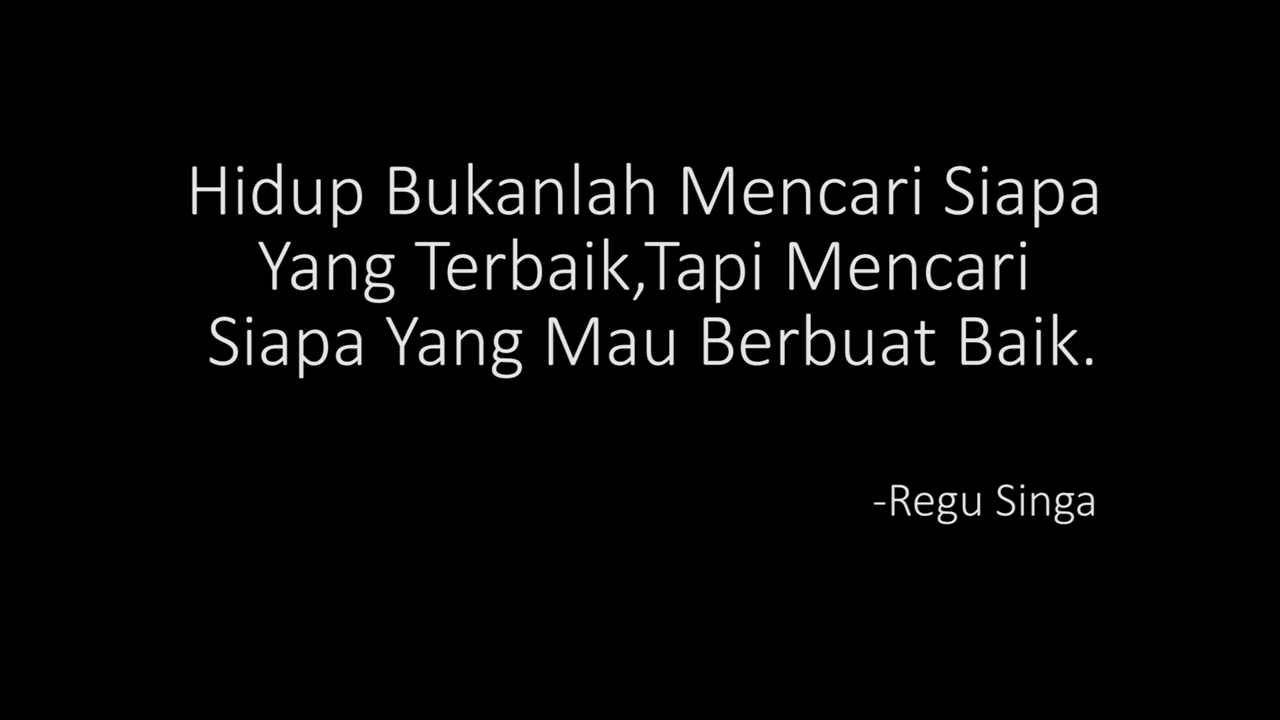 Hidup Bukanlah Mencari Siapa
Yang Terbaik,Tapi Mencari
Siapa Yang Mau Berbuat Baik.
-Regu Singa